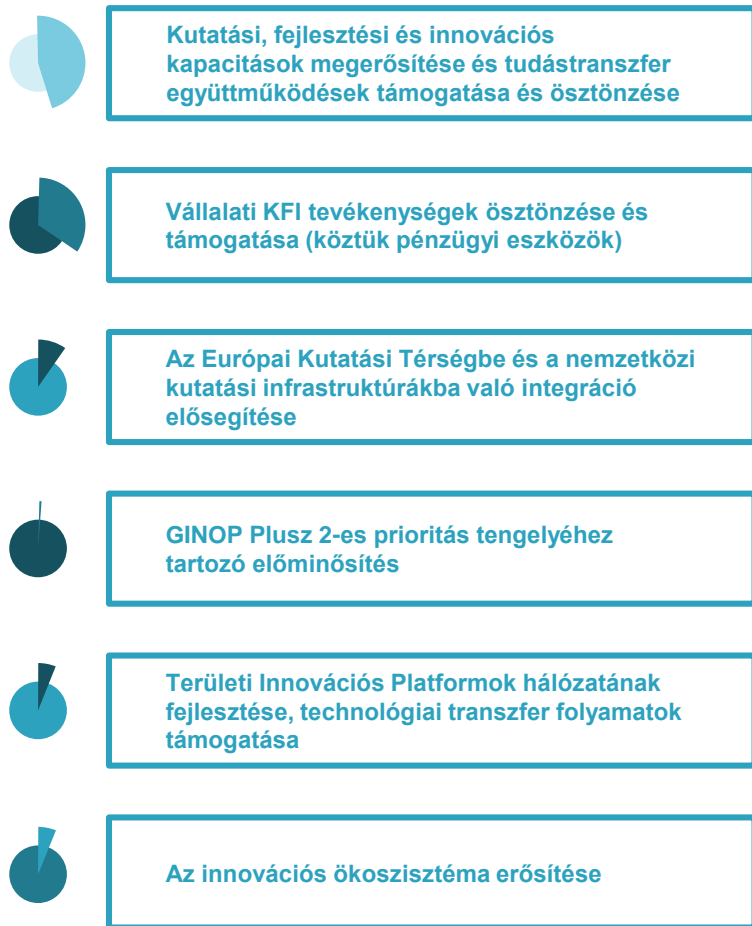 Kutatási, fejlesztési és innovációs
kapacitások megerősítése és tudástranszfer
együttműködések támogatása és ösztönzése
Vállalati KFI tevékenységek ösztönzése és
támogatása (köztük pénzügyi eszközök)
Az Európai Kutatási Térségbe és a nemzetközi
kutatási infrastruktúrákba való integráció
elősegítése
GINOP Plusz 2-es prioritás tengelyéhez
tartozó előminősítés
Területi Innovációs Platformok hálózatának
fejlesztése, technológiai transzfer folyamatok
támogatása
Az innovációs ökoszisztéma erősítése